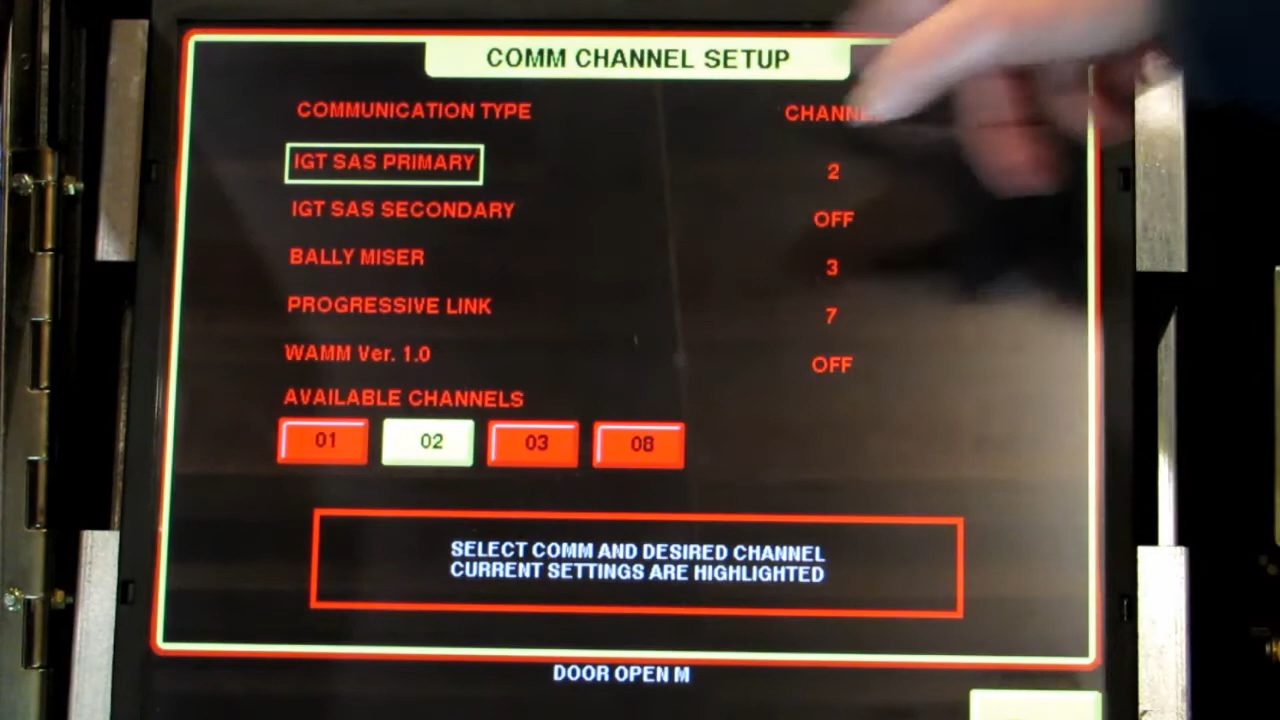 COMM CHANNEL SETUP
COMMUNICATION TYPE
IGT SAS PRIMARY 2
IGT SAS SECONDARY OFF
BALLY MISER 3
PROGRESSIVE LINK 7
WAMM Ver. 1.0 OFF
AVAILABLE CHANNELS
01 02 03 08
SELECT COMM AND DESIRED CHANNEL
CURRENT SETTINGS ARE HIGHLIGHTED
DOOR OPEN M